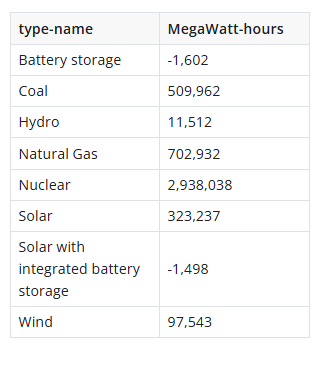 type-name MegaWatt-hours
Battery storage -1,602
Coal 509,962
Hydro 11,512
Natural Gas 702,932
Nuclear 2,938,038
Solar 323,237
Solar with
integrated battery -1,498
storage
Wind 97,543